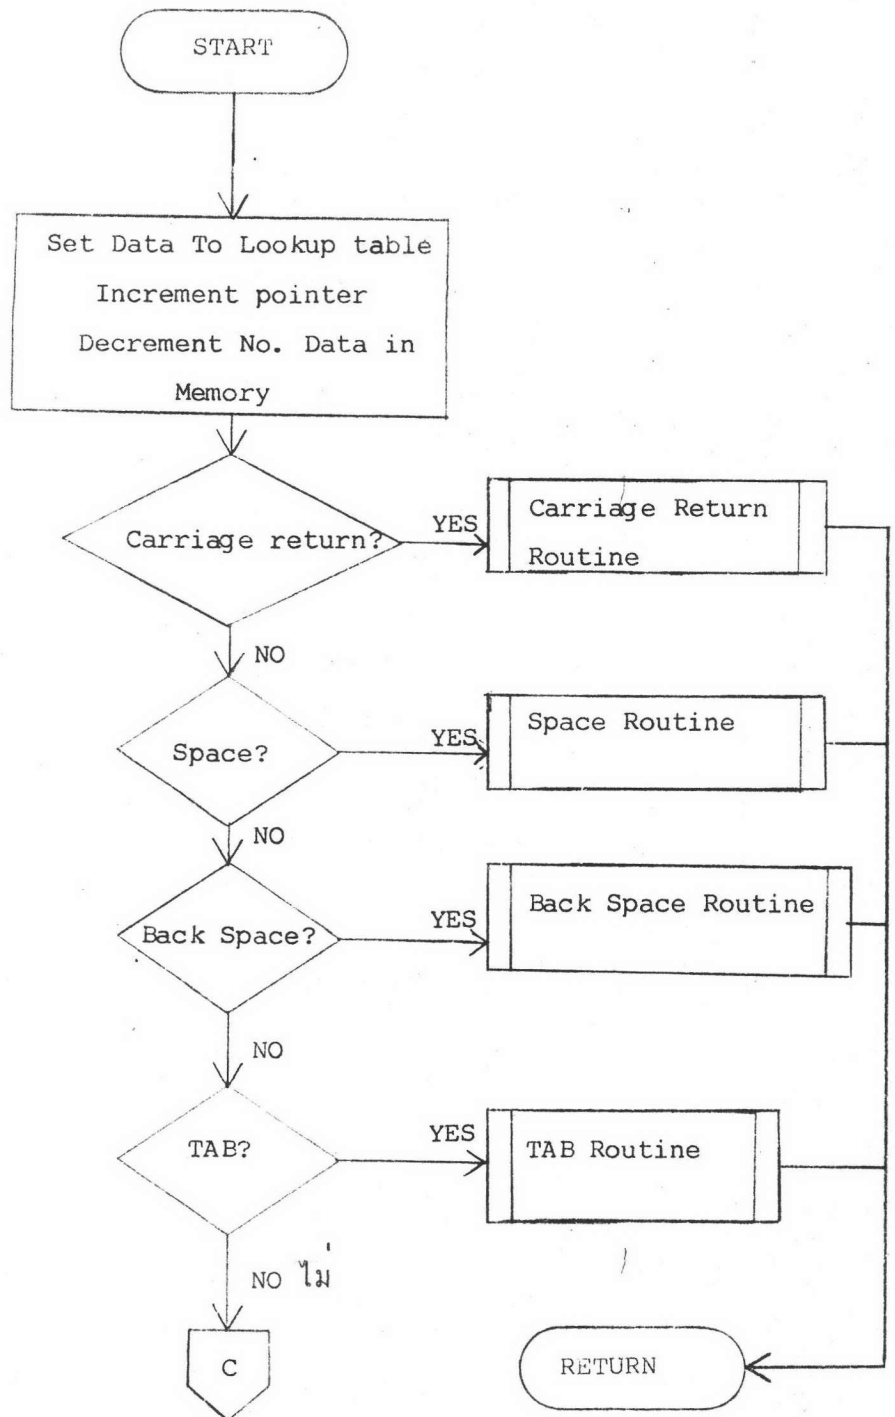 START
Set Data To Lookup table
Increment pointer
Decrement No. Data in
Memory
Carriage return?
YES
Carriage Return
Routine
NO
Space?
YES
Space Routine
NO
Back Space?
YES
Back Space Routine
NO
TAB?
YES
TAB Routine
NO ไม่
C
RETURN